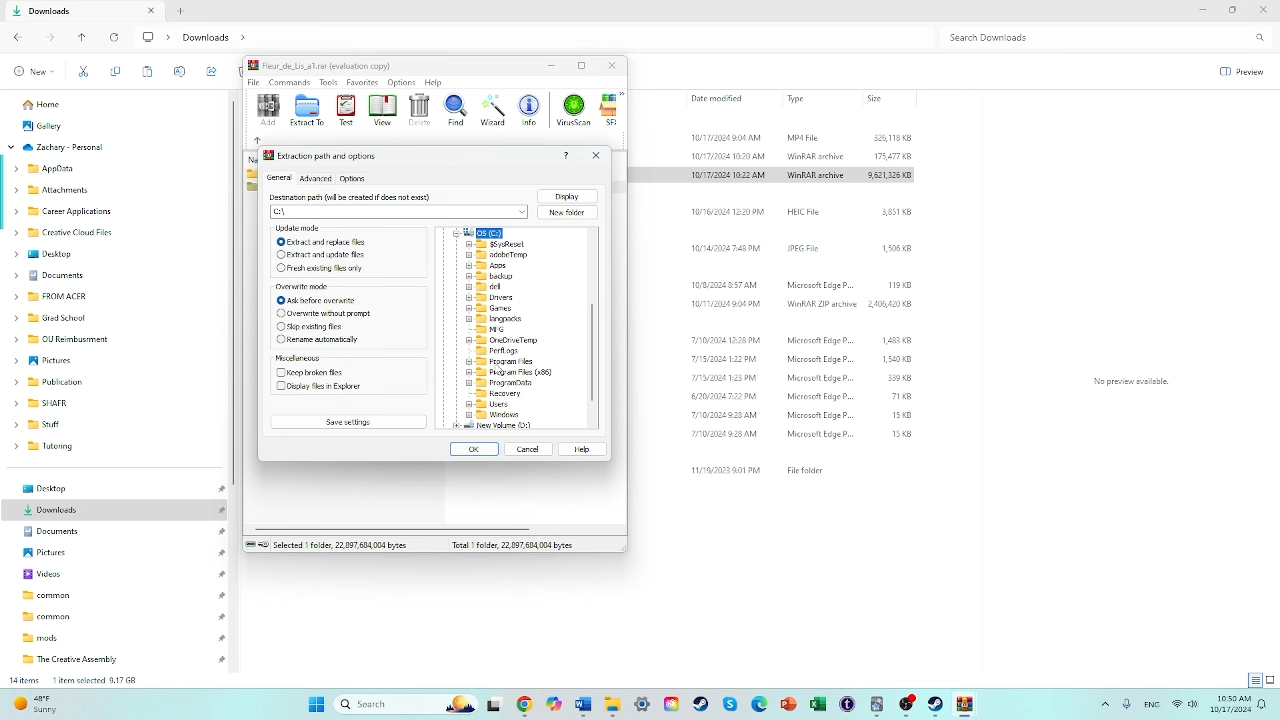 Downloads
Downloads
Search Downloads
New
Preview
Home
Gallery
Zachary - Personal
AppData
Attachments
Career Applications
Creative Cloud Files
Desktop
Documents
FROM ACER
Grad School
OU Reimbursment
Pictures
Publication
SHAFR
Stuff
Tutoring
Desktop
Downloads
Documents
Pictures
Videos
common
common
mods
The Creative Assembly
14 items 1 item selected 9.17 GB
Fleur_de_Lis_a1.rar (evaluation copy)
File Commands Tools Favorites Options Help
Add Extract To Test View Delete Find Wizard Info VirusScan
Extraction path and options
General Advanced Options
Destination path (will be created if does not exist)
Display
C:\
New folder
Update mode
Extract and replace files
Extract and update files
Fresh existing files only
Overwrite mode
Ask before overwrite
Overwrite without prompt
Skip existing files
Rename automatically
Miscellaneous
Keep broken files
Display files in Explorer
Save settings
OS (C:)
$SysReset
adobeTemp
Apps
backup
dell
Drivers
Games
langpacks
MFG
OneDriveTemp
PerfLogs
Program Files
Program Files (x86)
ProgramData
Recovery
Users
Windows
New Volume (D:)
OK Cancel Help
Selected 1 folder, 22,897,684,004 bytes Total 1 folder, 22,897,684,004 bytes
Date modified Type Size
10/17/2024 9:04 AM MP4 File 326,118 KB
10/17/2024 10:20 AM WinRAR archive 175,477 KB
10/17/2024 10:22 AM WinRAR archive 9,621,326 KB
10/16/2024 12:20 PM HEIC File 3,851 KB
10/14/2024 7:48 PM JPEG File 1,506 KB
10/8/2024 8:57 AM Microsoft Edge P... 119 KB
10/11/2024 9:04 PM WinRAR ZIP archive 2,406,420 KB
7/10/2024 12:28 PM Microsoft Edge P... 1,483 KB
7/15/2024 1:22 PM Microsoft Edge P... 1,540 KB
7/15/2024 1:23 PM Microsoft Edge P... 339 KB
6/20/2024 7:22 PM Microsoft Edge P... 71 KB
7/10/2024 9:28 AM Microsoft Edge P... 15 KB
7/10/2024 9:28 AM Microsoft Edge P... 15 KB
11/19/2023 9:01 PM File folder
No preview available.
48°F
Sunny
Search
ENG
10:50 AM
10/17/2024